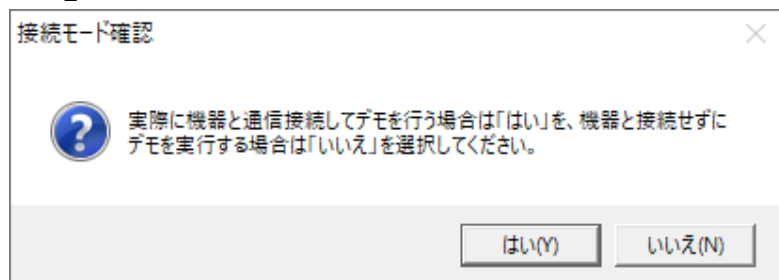 接続モード確認
実際に機器と通信接続してデモを行う場合は「はい」を、機器と接続せずに
デモを実行する場合は「いいえ」を選択してください。
はい(Y)
いいえ(N)